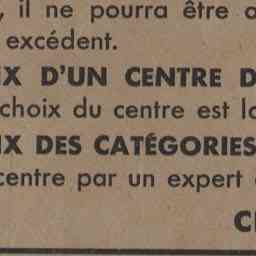 , il ne pourra être
excédent.
X D'UN CENTRE D
choix du centre est
X DES CATÉGORIES
centre par un expert